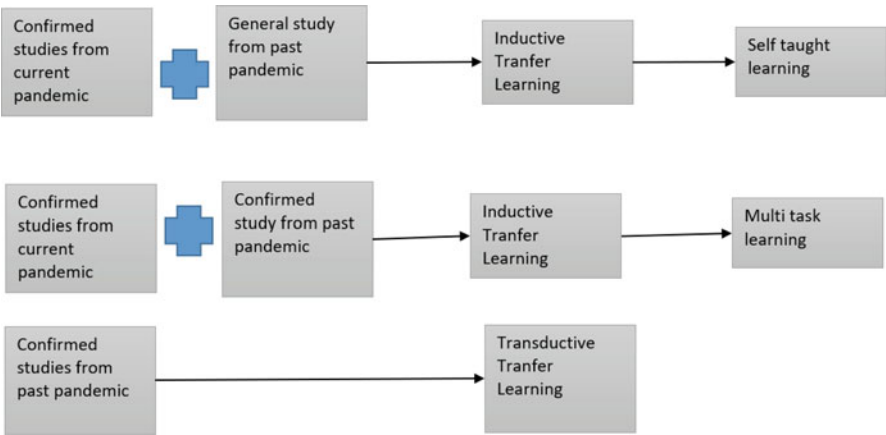 Confirmed
studies from
current
pandemic
General study
from past
pandemic
Inductive
Tranfer
Learning
Self taught
learning
Confirmed
studies from
current
pandemic
Confirmed
study from past
pandemic
Inductive
Tranfer
Learning
Multi task
learning
Confirmed
studies from
past pandemic
Transductive
Tranfer
Learning